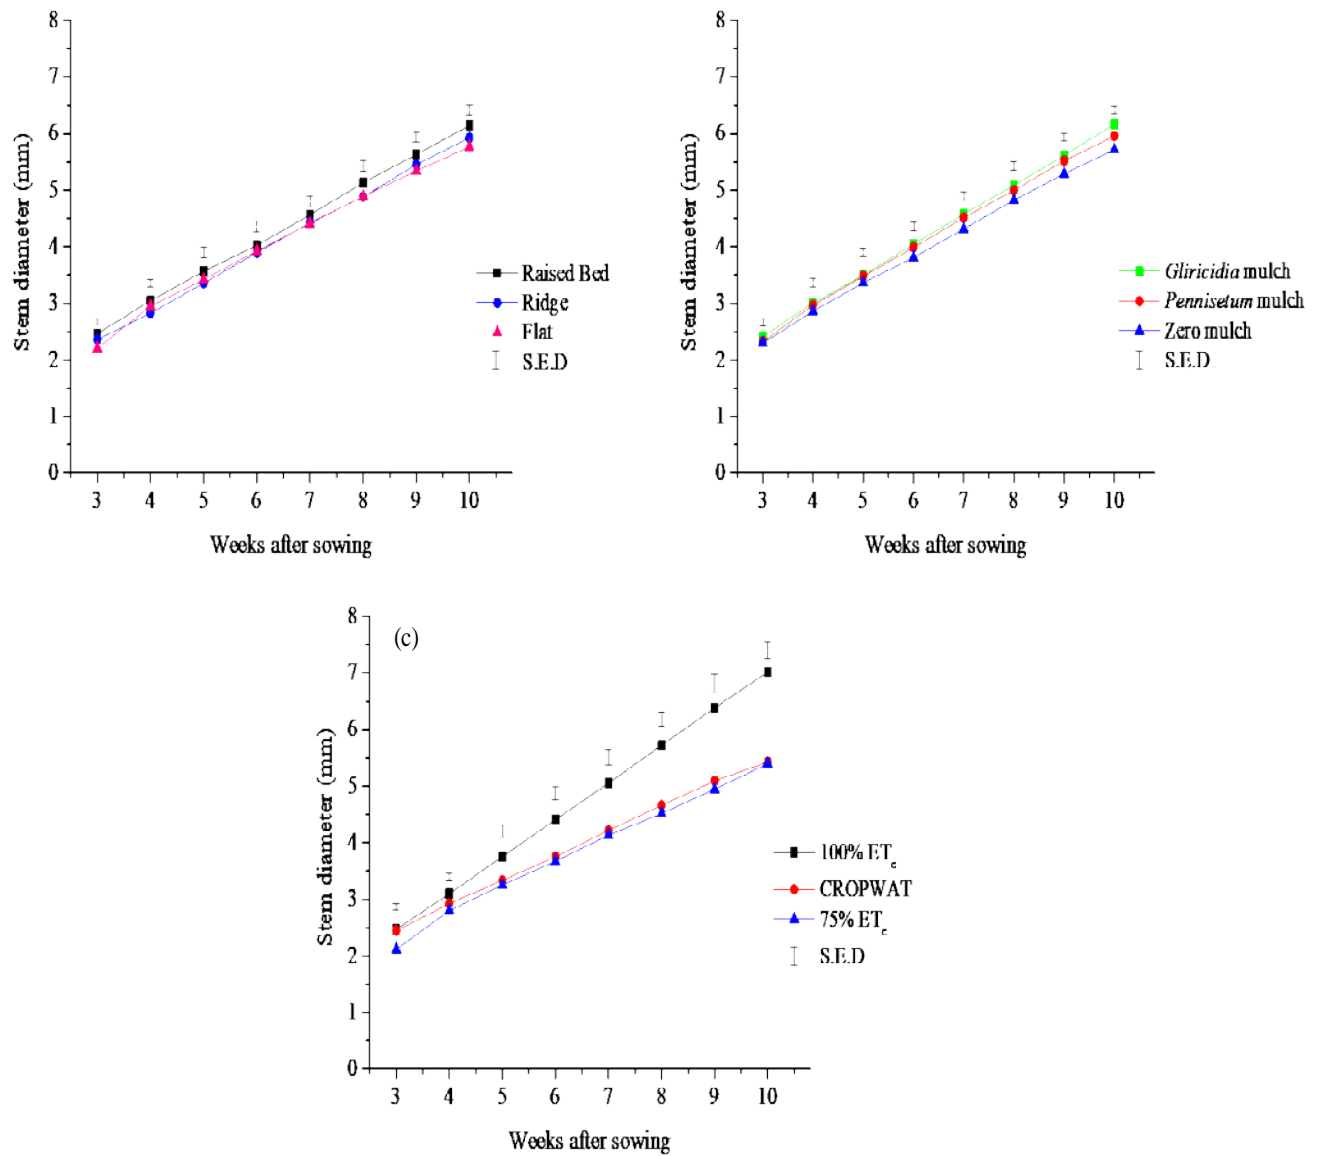 8
7
6
5
4
3
2
1
0
Stem diameter (mm)
3 4 5 6 7 8 9 10
Weeks after sowing
Raised Bed
Ridge
Flat
S.E.D
8
7
6
5
4
3
2
1
0
Stem diameter (mm)
3 4 5 6 7 8 9 10
Weeks after sowing
Gliricidia mulch
Pennisetum mulch
Zero mulch
S.E.D
(c)
8
7
6
5
4
3
2
1
0
Stem diameter (mm)
3 4 5 6 7 8 9 10
Weeks after sowing
100% ETc
CROPWAT
75% ETc
S.E.D